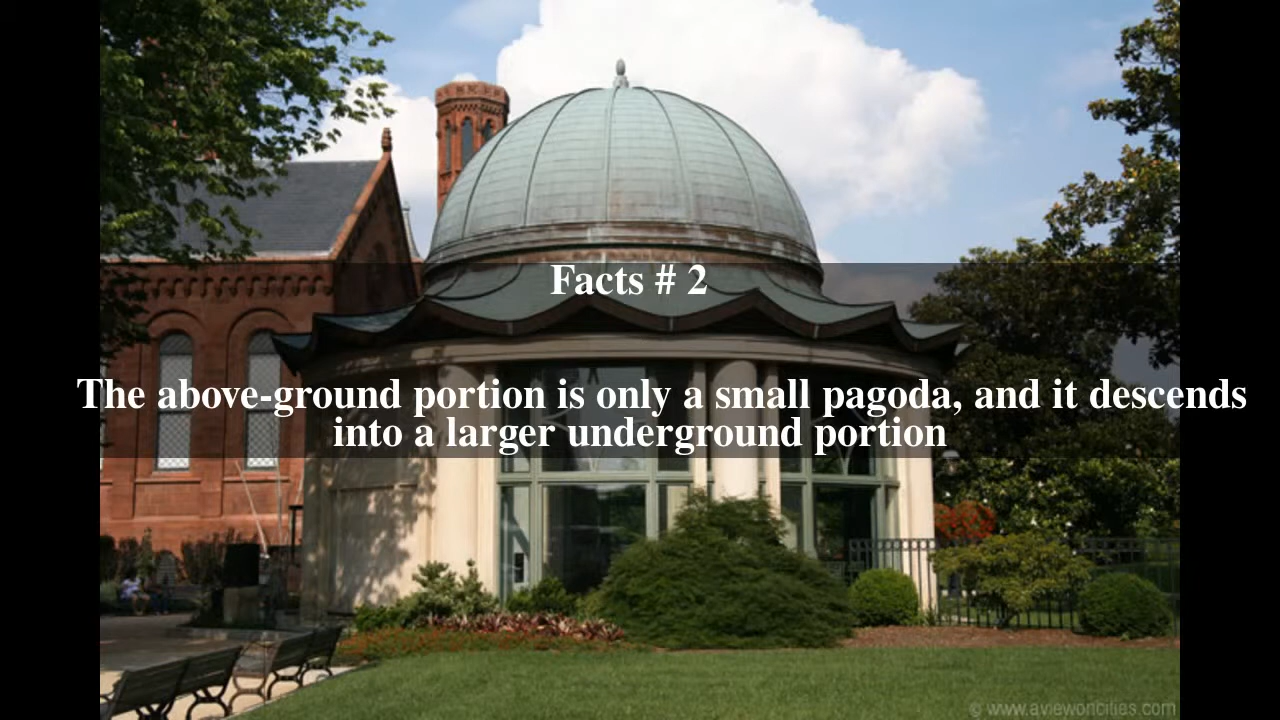 Facts # 2
The above-ground portion is only a small pagoda, and it descends
into a larger underground portion
© www.aviewoncities.com